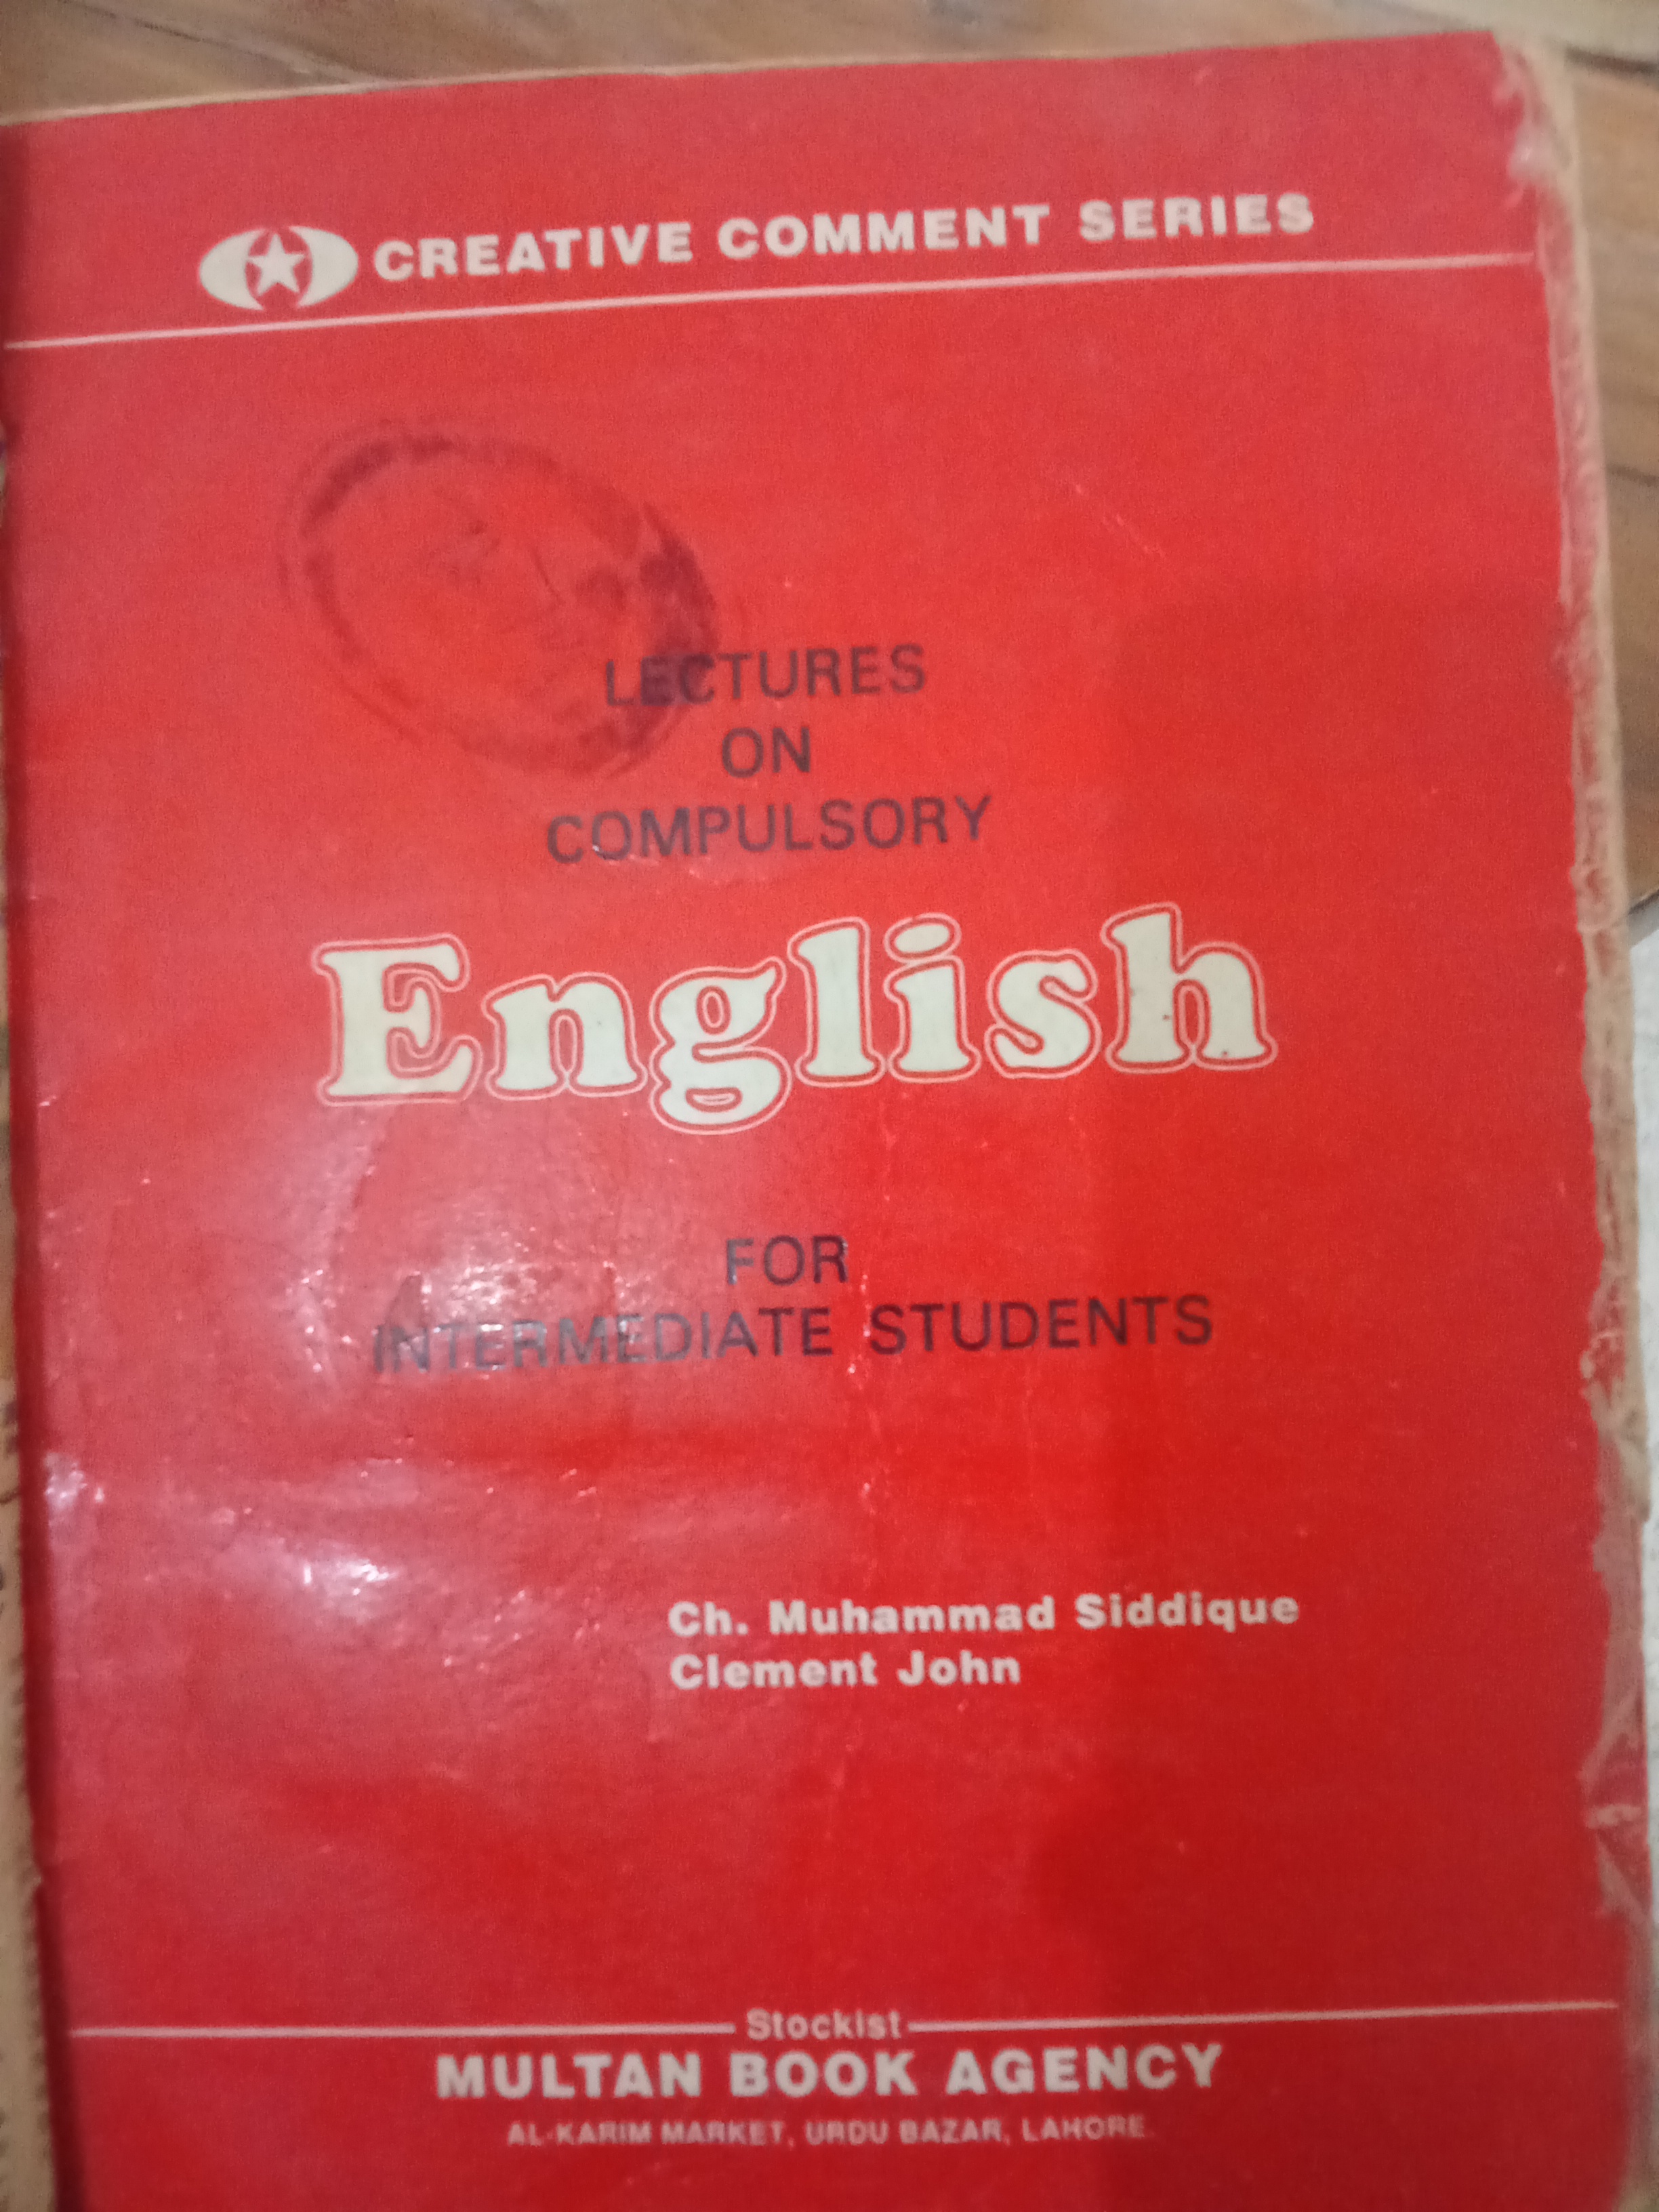 CREATIVE COMMENT SERIES
LECTURES
ON
COMPULSORY
English
FOR
INTERMEDIATE STUDENTS
Ch. Muhammad Siddique
Clement John
Stockist
MULTAN BOOK AGENCY
AL-KARIM MARKET, URDU BAZAR, LAHORE.